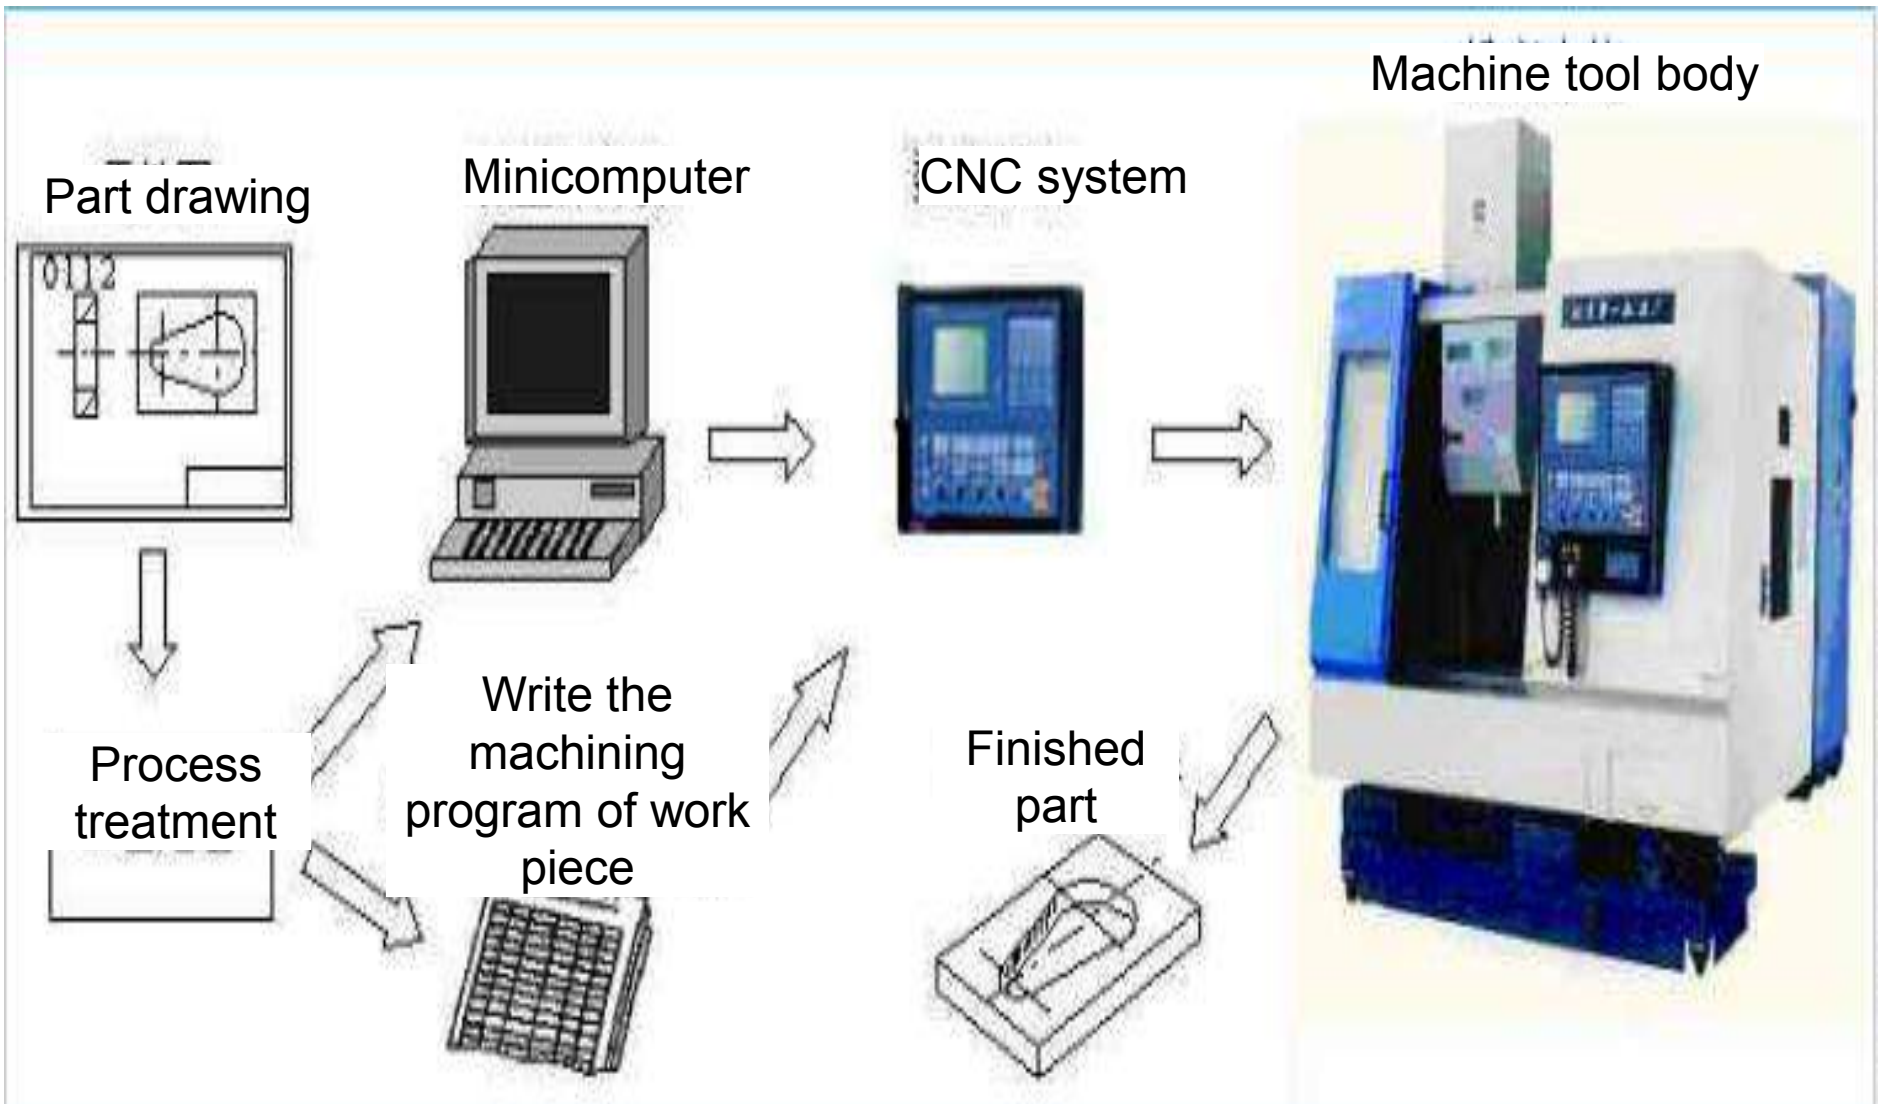 Machine tool body
Part drawing
Minicomputer
CNC system
0112
Process
treatment
Write the
machining
program of work
piece
Finished
part